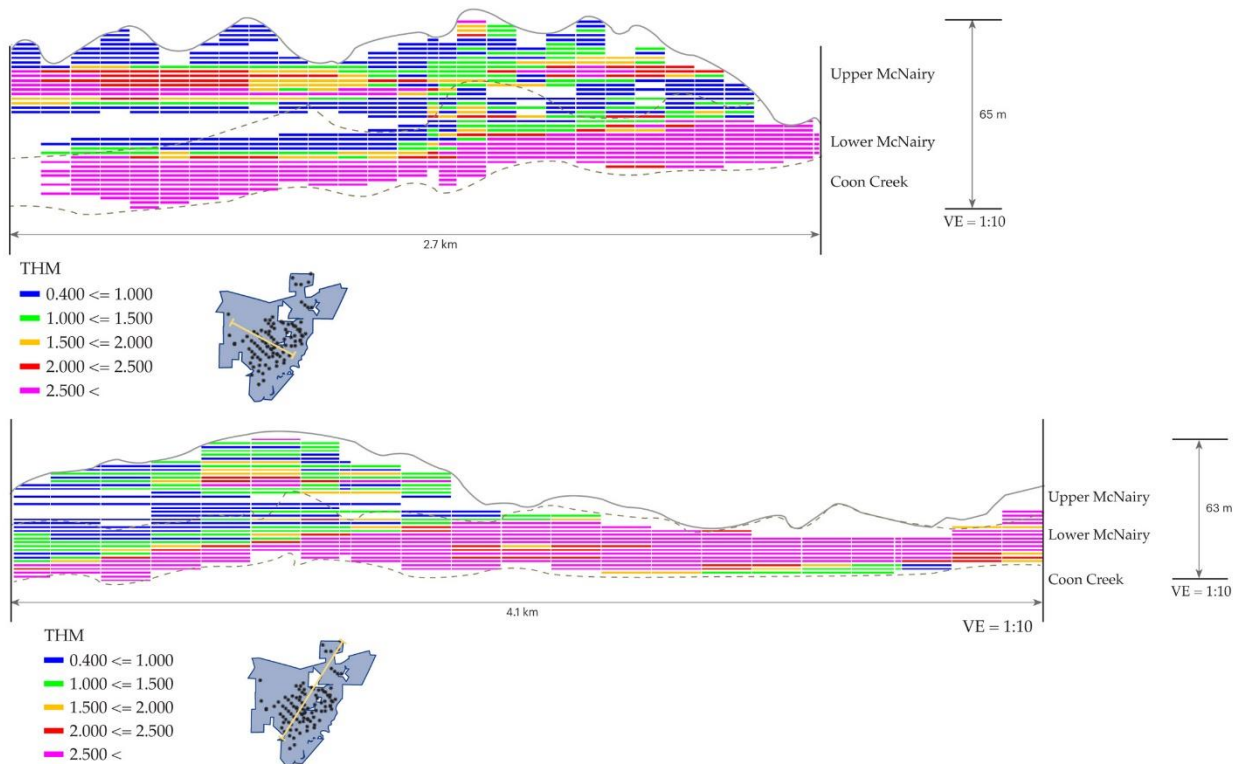 Upper McNairy
65 m
Lower McNairy
Coon Creek
VE = 1:10
2.7 km
THM
0.400 <= 1.000
1.000 <= 1.500
1.500 <= 2.000
2.000 <= 2.500
2.500 <
Upper McNairy
63 m
Lower McNairy
Coon Creek
VE = 1:10
4.1 km
VE = 1:10
THM
0.400 <= 1.000
1.000 <= 1.500
1.500 <= 2.000
2.000 <= 2.500
2.500 <